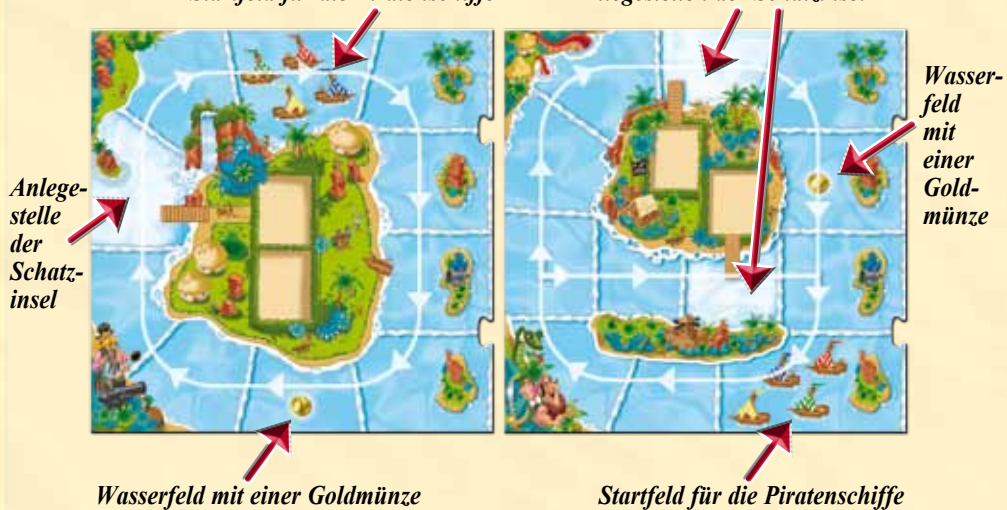 Wasser-
feld
mit
einer
Gold-
münze
Anlege-
stelle
der
Schatz-
insel
Wasserfeld mit einer Goldmünze
Startfeld für die Piratenschiffe